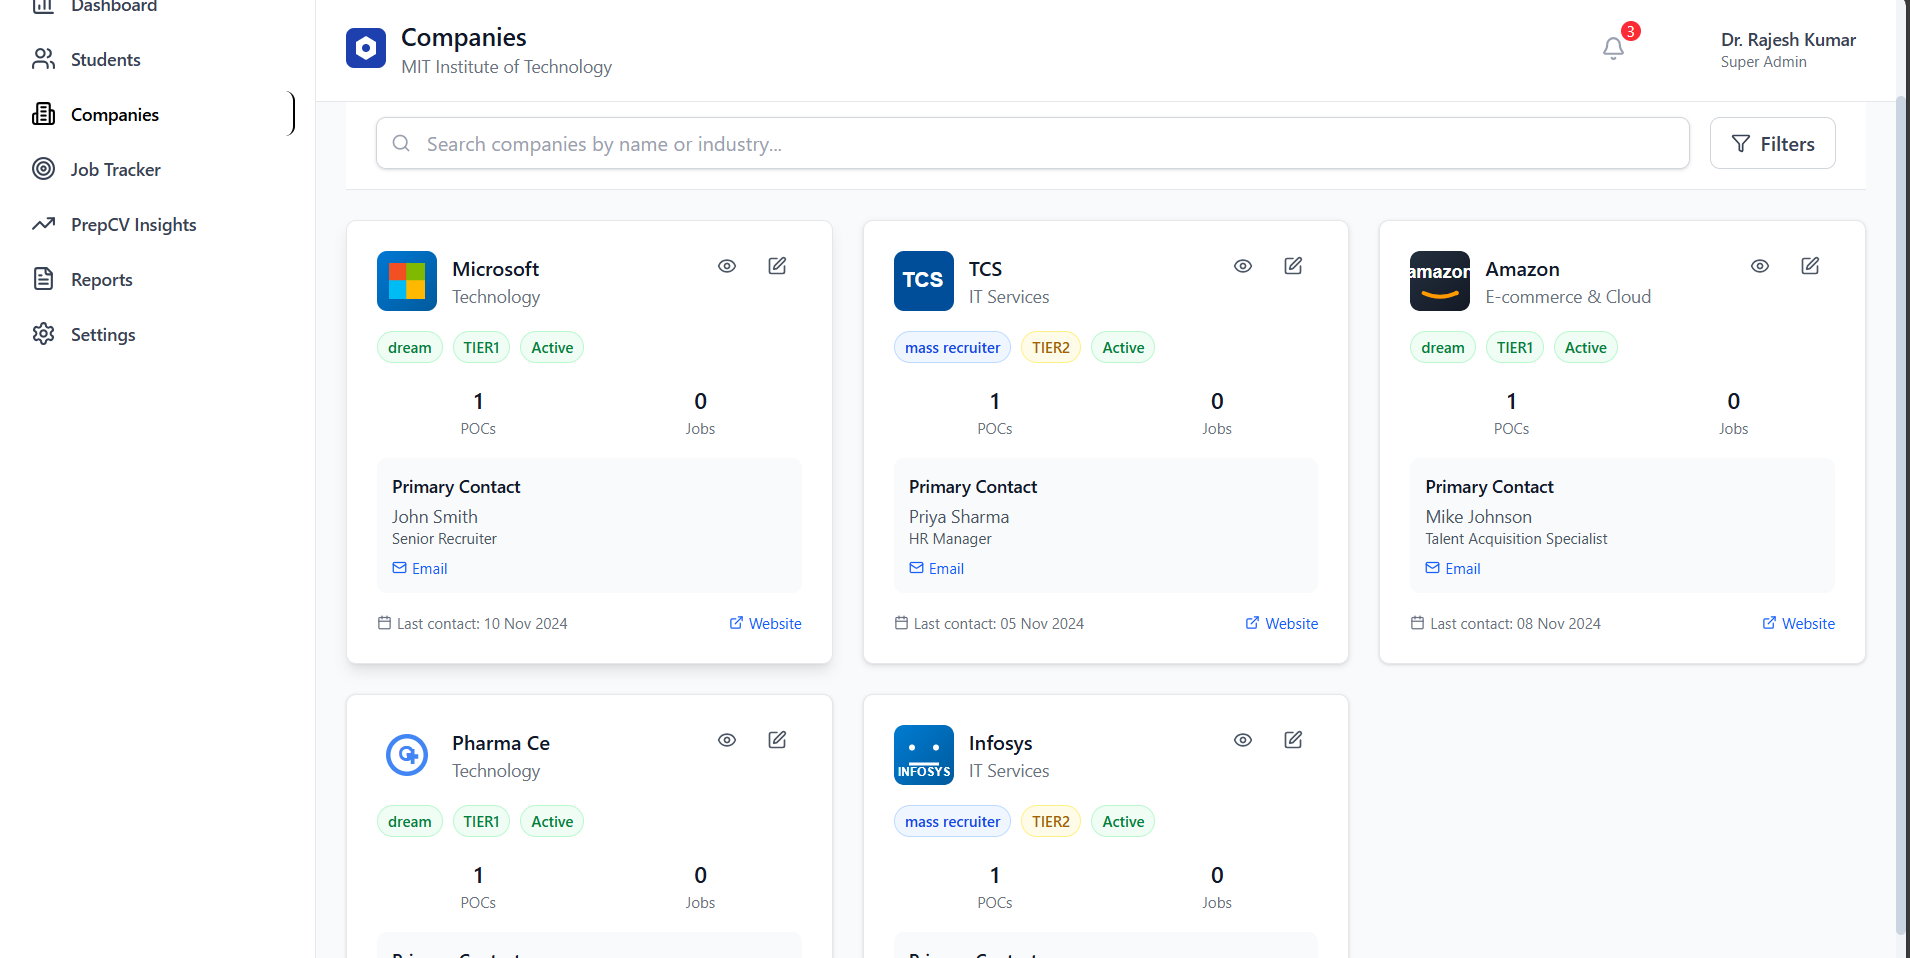 Dashboard
Students
Companies
Job Tracker
PrepCV Insights
Reports
Settings
Companies
MIT Institute of Technology
3
Dr. Rajesh Kumar
Super Admin
Search companies by name or industry...
Filters
Microsoft
Technology
dream TIER1 Active
1 0
POCs Jobs
Primary Contact
John Smith
Senior Recruiter
Email
Last contact: 10 Nov 2024 Website
TCS
TCS
IT Services
mass recruiter TIER2 Active
1 0
POCs Jobs
Primary Contact
Priya Sharma
HR Manager
Email
Last contact: 05 Nov 2024 Website
amazon
Amazon
E-commerce & Cloud
dream TIER1 Active
1 0
POCs Jobs
Primary Contact
Mike Johnson
Talent Acquisition Specialist
Email
Last contact: 08 Nov 2024 Website
Pharma Ce
Technology
dream TIER1 Active
1 0
POCs Jobs
Primary Contact
INFOSYS
Infosys
IT Services
mass recruiter TIER2 Active
1 0
POCs Jobs
Primary Contact